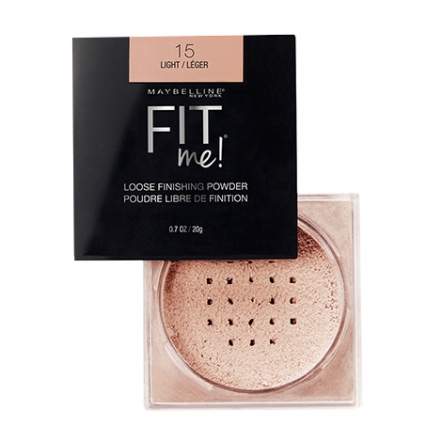 15
LIGHT / LÉGER
MAYBELLINE
NEW YORK
FIT
me!®
LOOSE FINISHING POWDER
POUDRE LIBRE DE FINITION
0.7 OZ / 20g